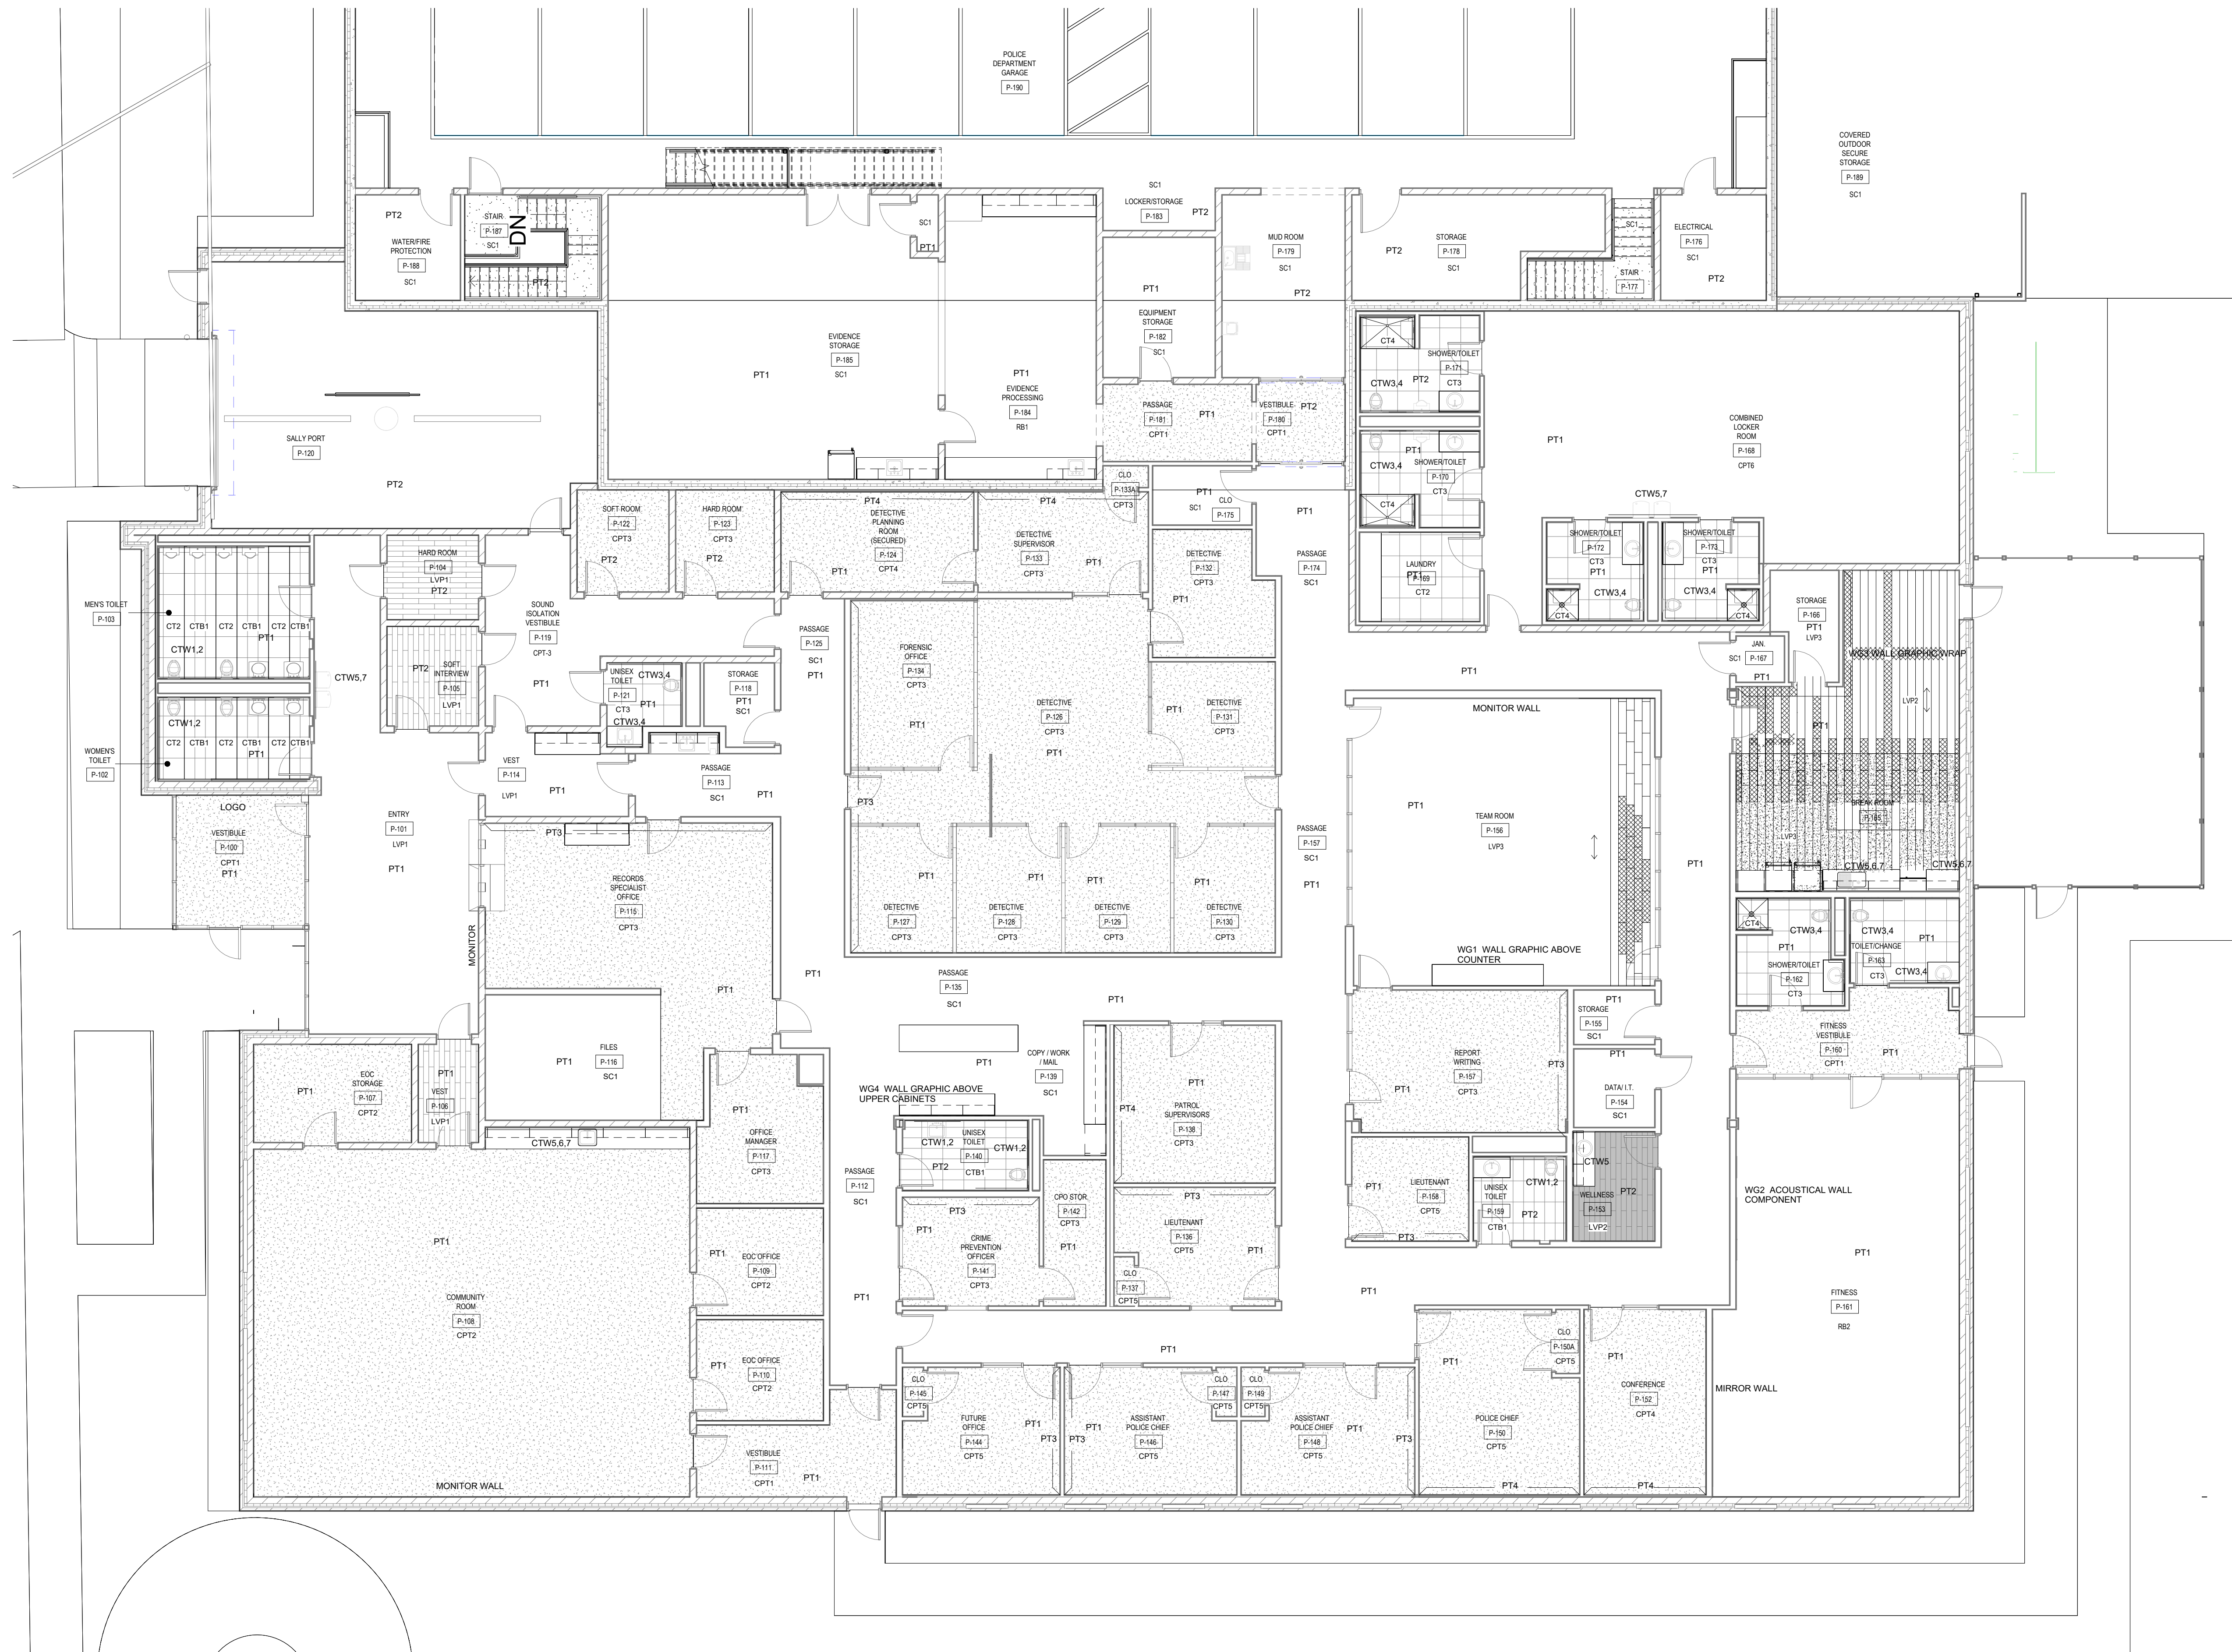 POLICE
DEPARTMENT
GARAGE
P-190
COVERED
OUTDOOR
SECURE
STORAGE
P-189
SC1
PT2
WATER/FIRE
PROTECTION
P-188
SC1
STAIR
P-187
SC1
DN
PT2
SC1
PT1
SC1
LOCKER/STORAGE
P-183
PT2
MUD ROOM
P-179
SC1
PT2
PT2
STORAGE
P-178
SC1
SC1
STAIR
P-177
ELECTRICAL
P-176
SC1
PT2
PT1
EQUIPMENT
STORAGE
P-182
SC1
EVIDENCE
STORAGE
P-185
SC1
PT1
PT1
EVIDENCE
PROCESSING
P-184
RB1
PASSAGE
P-181
CPT1
PT1
VESTIBULE
P-180
CPT1
PT2
CT4
SHOWER/TOILET
P-171
CT3
CTW3,4
PT2
PT1
CTW3,4
SHOWER/TOILET
P-170
CT3
CT4
PT1
COMBINED
LOCKER
ROOM
P-168
CPT6
SALLY PORT
P-120
PT2
CLO
P-133A
CPT3
PT1
CLO
SC1
P-175
CTW5,7
SOFT ROOM
P-122
CPT3
PT2
HARD ROOM
P-123
CPT3
PT2
PT4
DETECTIVE
PLANNING
ROOM
(SECURED)
P-124
CPT4
PT1
PT4
DETECTIVE
SUPERVISOR
P-133
CPT3
PT1
DETECTIVE
P-132
CPT3
PT1
PT1
PASSAGE
P-174
SC1
LAUNDRY
PT1
P-169
CT2
SHOWER/TOILET
P-172
CT3
PT1
CTW3,4
CT4
SHOWER/TOILET
P-173
CT3
PT1
CTW3,4
CT4
STORAGE
P-166
PT1
LVP3
HARD ROOM
P-104
LVP1
PT2
MEN'S TOILET
P-103
CT2
CTB1
CT2
CTB1
CT2
CTB1
PT1
CTW1,2
SOUND
ISOLATION
VESTIBULE
P-119
CPT-3
PT1
PT2
SOFT
INTERVIEW
P-105
LVP1
PASSAGE
P-125
SC1
PT1
UNISEX
TOILET
P-121
CT3
CTW3,4
PT1
CTW3,4
STORAGE
P-118
PT1
SC1
FORENSIC
OFFICE
P-134
CPT3
PT1
DETECTIVE
P-126
CPT3
PT1
DETECTIVE
P-131
CPT3
PT1
PT1
JAN.
SC1
P-167
PT1
WG3 WALL GRAPHIC WRAP
LVP2
PT1
CTW5,7
CTW1,2
CT2
CTB1
CT2
CTB1
CT2
CTB1
PT1
WOMEN'S
TOILET
P-102
MONITOR WALL
VEST
P-114
LVP1
PT1
PASSAGE
P-113
SC1
PT1
PT3
LOGO
VESTIBULE
P-100
CPT1
PT1
ENTRY
P-101
LVP1
PT1
PT3
RECORDS
SPECIALIST
OFFICE
P-115
CPT3
PT1
MONITOR
PT1
DETECTIVE
P-127
CPT3
PT1
DETECTIVE
P-128
CPT3
PT1
DETECTIVE
P-129
CPT3
PT1
DETECTIVE
P-130
CPT3
PASSAGE
P-157
SC1
PT1
PT1
TEAM ROOM
P-156
LVP3
WG1 WALL GRAPHIC ABOVE
COUNTER
PT1
BREAK ROOM
P-165
LVP3
CTW5,6,7
CTW5,6,7
CT4
CTW3,4
PT1
SHOWER/TOILET
P-162
CT3
CTW3,4
PT1
TOILET/CHANGE
P-163
CT3
CTW3,4
PT1
PASSAGE
P-135
SC1
PT1
PT1
STORAGE
P-155
SC1
FITNESS
VESTIBULE
P-160
CPT1
PT1
FILES
P-116
SC1
PT1
PT1
EOC
STORAGE
P-107
CPT2
PT1
VEST
P-106
LVP1
PT1
COPY / WORK
/ MAIL
P-139
SC1
WG4 WALL GRAPHIC ABOVE
UPPER CABINETS
PT1
PATROL
SUPERVISORS
P-138
CPT3
PT4
REPORT
WRITING
P-157
CPT3
PT1
PT3
PT1
DATA/ I.T.
P-154
SC1
CTW5,6,7
PT1
OFFICE
MANAGER
P-117
CPT3
CTW1,2
UNISEX
TOILET
P-140
CTB1
CTW1,2
PT2
PASSAGE
P-112
SC1
PT1
CPO STOR.
P-142
CPT3
PT1
PT3
PT1
CRIME
PREVENTION
OFFICER
P-141
CPT3
PT3
LIEUTENANT
P-136
CPT5
PT1
CLO
P-137
CPT5
PT1
LIEUTENANT
P-158
CPT5
PT3
UNISEX
TOILET
P-159
CTB1
CTW1,2
PT2
CTW5
WELLNESS
P-153
PT2
LVP2
WG2 ACOUSTICAL WALL
COMPONENT
PT1
PT1
COMMUNITY
ROOM
P-108
CPT2
PT1
EOC OFFICE
P-109
CPT2
PT1
EOC OFFICE
P-110
CPT2
PT1
PT1
FITNESS
P-161
RB2
PT1
CLO
P-150A
CPT5
PT1
CONFERENCE
P-152
CPT4
PT4
MIRROR WALL
CLO
P-145
CPT5
FUTURE
OFFICE
P-144
CPT5
PT1
PT3
PT1
PT3
ASSISTANT
POLICE CHIEF
P-146
CPT5
CLO
P-147
CPT5
CLO
P-149
CPT5
ASSISTANT
POLICE CHIEF
P-148
CPT5
PT1
PT3
POLICE CHIEF
P-150
CPT5
PT4
MONITOR WALL
VESTIBULE
P-111
CPT1
PT1